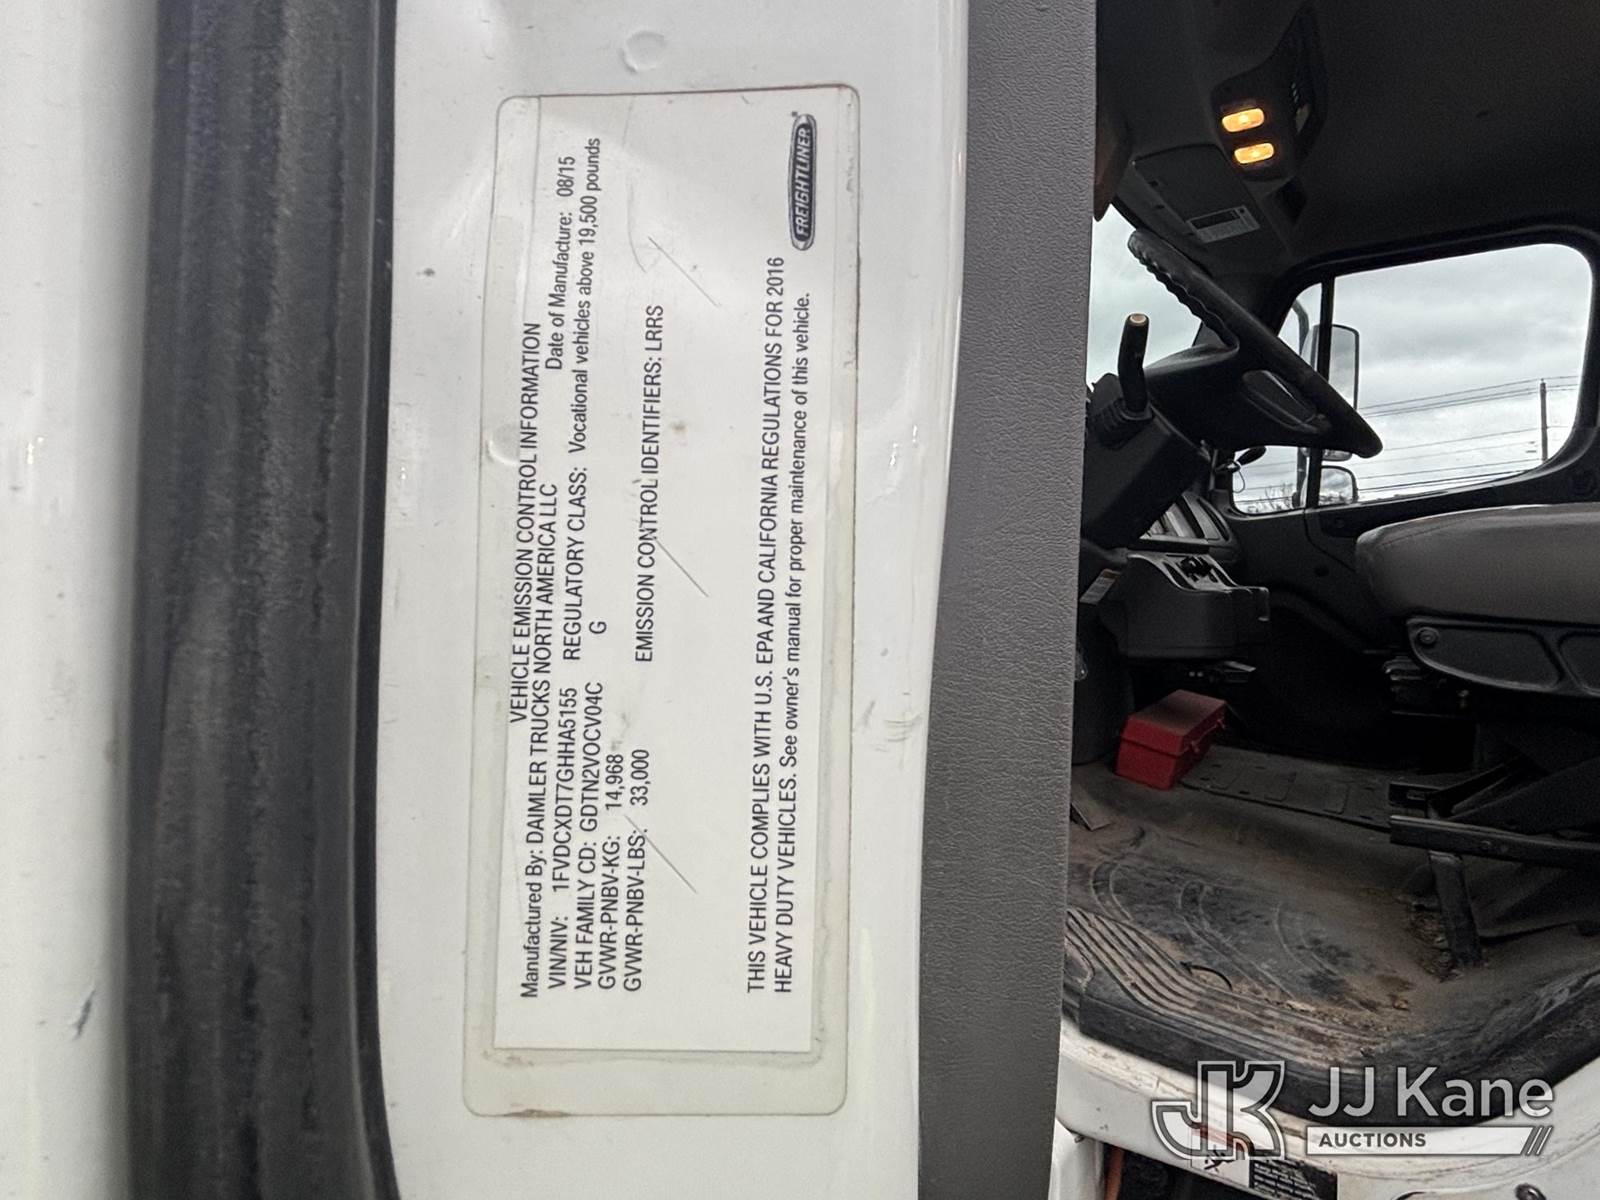 VEHICLE EMISSION CONTROL INFORMATION
Manufactured By: DAIMLER TRUCKS NORTH AMERICA LLC
VIN/NIV: 1FVDCXDT7GHHA5155 Date of Manufacture: 08/15
VEH FAMILY CD: GDTN2VOCV04C REGULATORY CLASS: Vocational vehicles above 19,500 pounds
GVWR-PNBV-KG: 14,968 G
GVWR-PNBV-LBS: 33,000 EMISSION CONTROL IDENTIFIERS: LRRS
THIS VEHICLE COMPLIES WITH U.S. EPA AND CALIFORNIA REGULATIONS FOR 2016
HEAVY DUTY VEHICLES. See owner's manual for proper maintenance of this vehicle.
FREIGHTLINER
JK JJ Kane
AUCTIONS